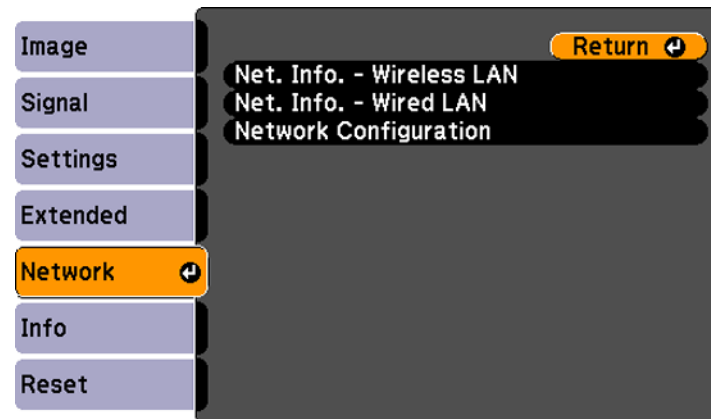 Image
Signal
Settings
Extended
Network
Info
Reset
Return
Net. Info. - Wireless LAN
Net. Info. - Wired LAN
Network Configuration